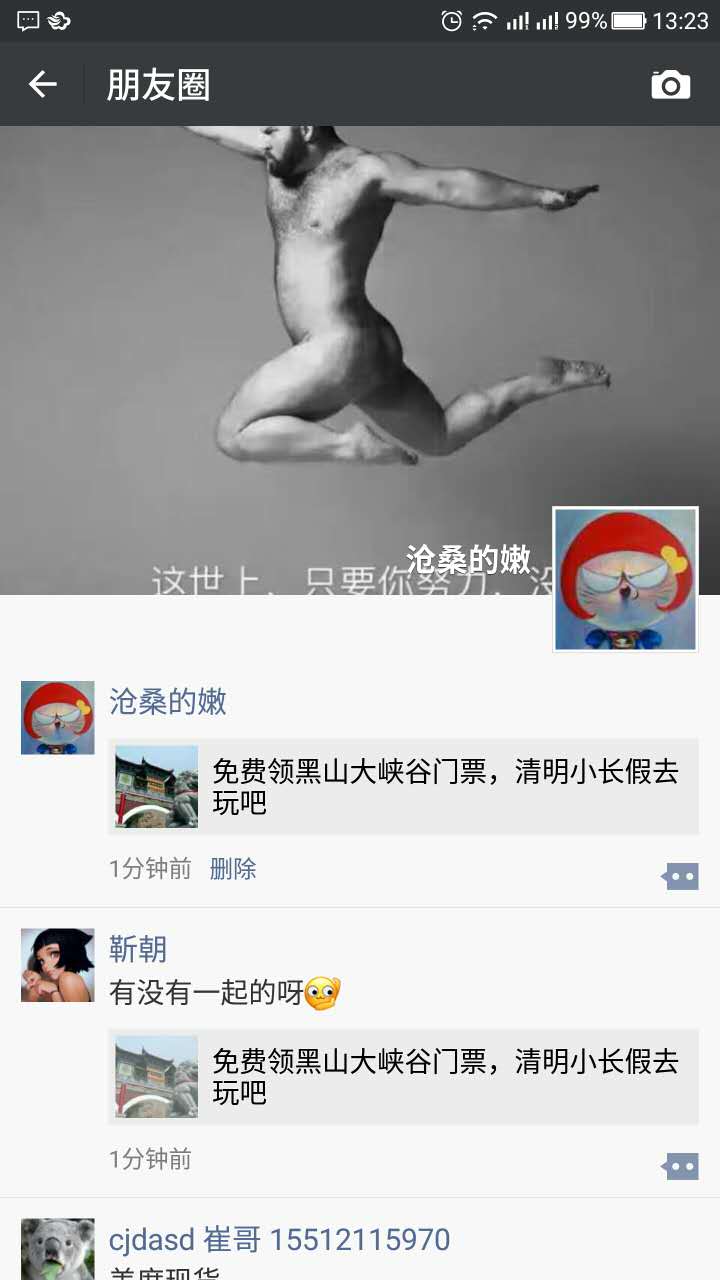 99% 13:23
朋友圈
沧桑的嫩
这世上，只要你努力，没
沧桑的嫩
免费领黑山大峡谷门票，清明小长假去
玩吧
1分钟前 删除
靳朝
有没有一起的呀
免费领黑山大峡谷门票，清明小长假去
玩吧
1分钟前
cjdasd 崔哥 15512115970